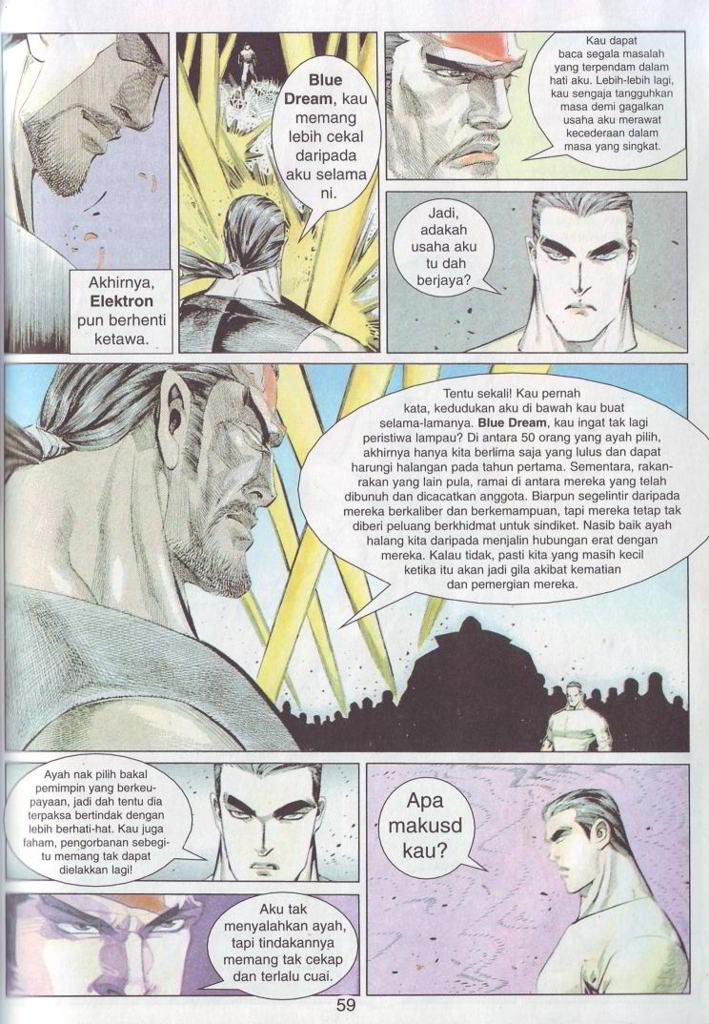 Akhirnya,
Elektron
pun berhenti
ketawa.
Blue
Dream, kau
memang
lebih cekal
daripada
aku selama
ni.
Kau dapat
baca segala masalah
yang terpendam dalam
hati aku. Lebih-lebih lagi,
kau sengaja tangguhkan
masa demi gagalkan
usaha aku merawat
kecederaan dalam
masa yang singkat.
Jadi,
adakah
usaha aku
tu dah
berjaya?
Tentu sekali! Kau pernah
kata, kedudukan aku di bawah kau buat
selama-lamanya. Blue Dream, kau ingat tak lagi
peristiwa lampau? Di antara 50 orang yang ayah pilih,
akhirnya hanya kita berlima saja yang lulus dan dapat
harungi halangan pada tahun pertama. Sementara, rakan-
rakan yang lain pula, ramai di antara mereka yang telah
dibunuh dan dicacatkan anggota. Biarpun segelintir daripada
mereka berkaliber dan berkemampuan, tapi mereka tetap tak
diberi peluang berkhidmat untuk sindiket. Nasib baik ayah
halang kita daripada menjalin hubungan erat dengan
mereka. Kalau tidak, pasti kita yang masih kecil
ketika itu akan jadi gila akibat kematian
dan pemergian mereka.
Ayah nak pilih bakal
pemimpin yang berkeu-
payaan, jadi dah tentu dia
terpaksa bertindak dengan
lebih berhati-hat. Kau juga
faham, pengorbanan sebegi-
tu memang tak dapat
dielakkan lagi!
Aku tak
menyalahkan ayah,
tapi tindakannya
memang tak cekap
dan terlalu cuai.
Apa
makusd
kau?
59